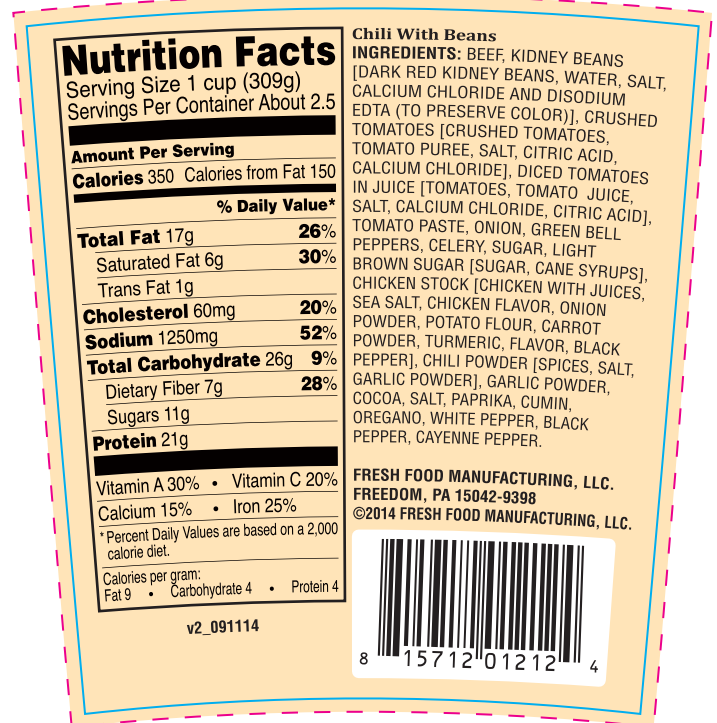 Nutrition Facts
Serving Size 1 cup (309g)
Servings Per Container About 2.5
Amount Per Serving
Calories 350 Calories from Fat 150
% Daily Value*
Total Fat 17g 26%
Saturated Fat 6g 30%
Trans Fat 1g
Cholesterol 60mg 20%
Sodium 1250mg 52%
Total Carbohydrate 26g 9%
Dietary Fiber 7g 28%
Sugars 11g
Protein 21g
Vitamin A 30% • Vitamin C 20%
Calcium 15% • Iron 25%
* Percent Daily Values are based on a 2,000
calorie diet.
Calories per gram:
Fat 9 • Carbohydrate 4 • Protein 4
v2_091114
Chili With Beans
INGREDIENTS: BEEF, KIDNEY BEANS
[DARK RED KIDNEY BEANS, WATER, SALT,
CALCIUM CHLORIDE AND DISODIUM
EDTA (TO PRESERVE COLOR)], CRUSHED
TOMATOES [CRUSHED TOMATOES,
TOMATO PUREE, SALT, CITRIC ACID,
CALCIUM CHLORIDE], DICED TOMATOES
IN JUICE [TOMATOES, TOMATO JUICE,
SALT, CALCIUM CHLORIDE, CITRIC ACID],
TOMATO PASTE, ONION, GREEN BELL
PEPPERS, CELERY, SUGAR, LIGHT
BROWN SUGAR [SUGAR, CANE SYRUPS],
CHICKEN STOCK [CHICKEN WITH JUICES,
SEA SALT, CHICKEN FLAVOR, ONION
POWDER, POTATO FLOUR, CARROT
POWDER, TURMERIC, FLAVOR, BLACK
PEPPER], CHILI POWDER [SPICES, SALT,
GARLIC POWDER], GARLIC POWDER,
COCOA, SALT, PAPRIKA, CUMIN,
OREGANO, WHITE PEPPER, BLACK
PEPPER, CAYENNE PEPPER.
FRESH FOOD MANUFACTURING, LLC.
FREEDOM, PA 15042-9398
©2014 FRESH FOOD MANUFACTURING, LLC.
8 15712 01212 4